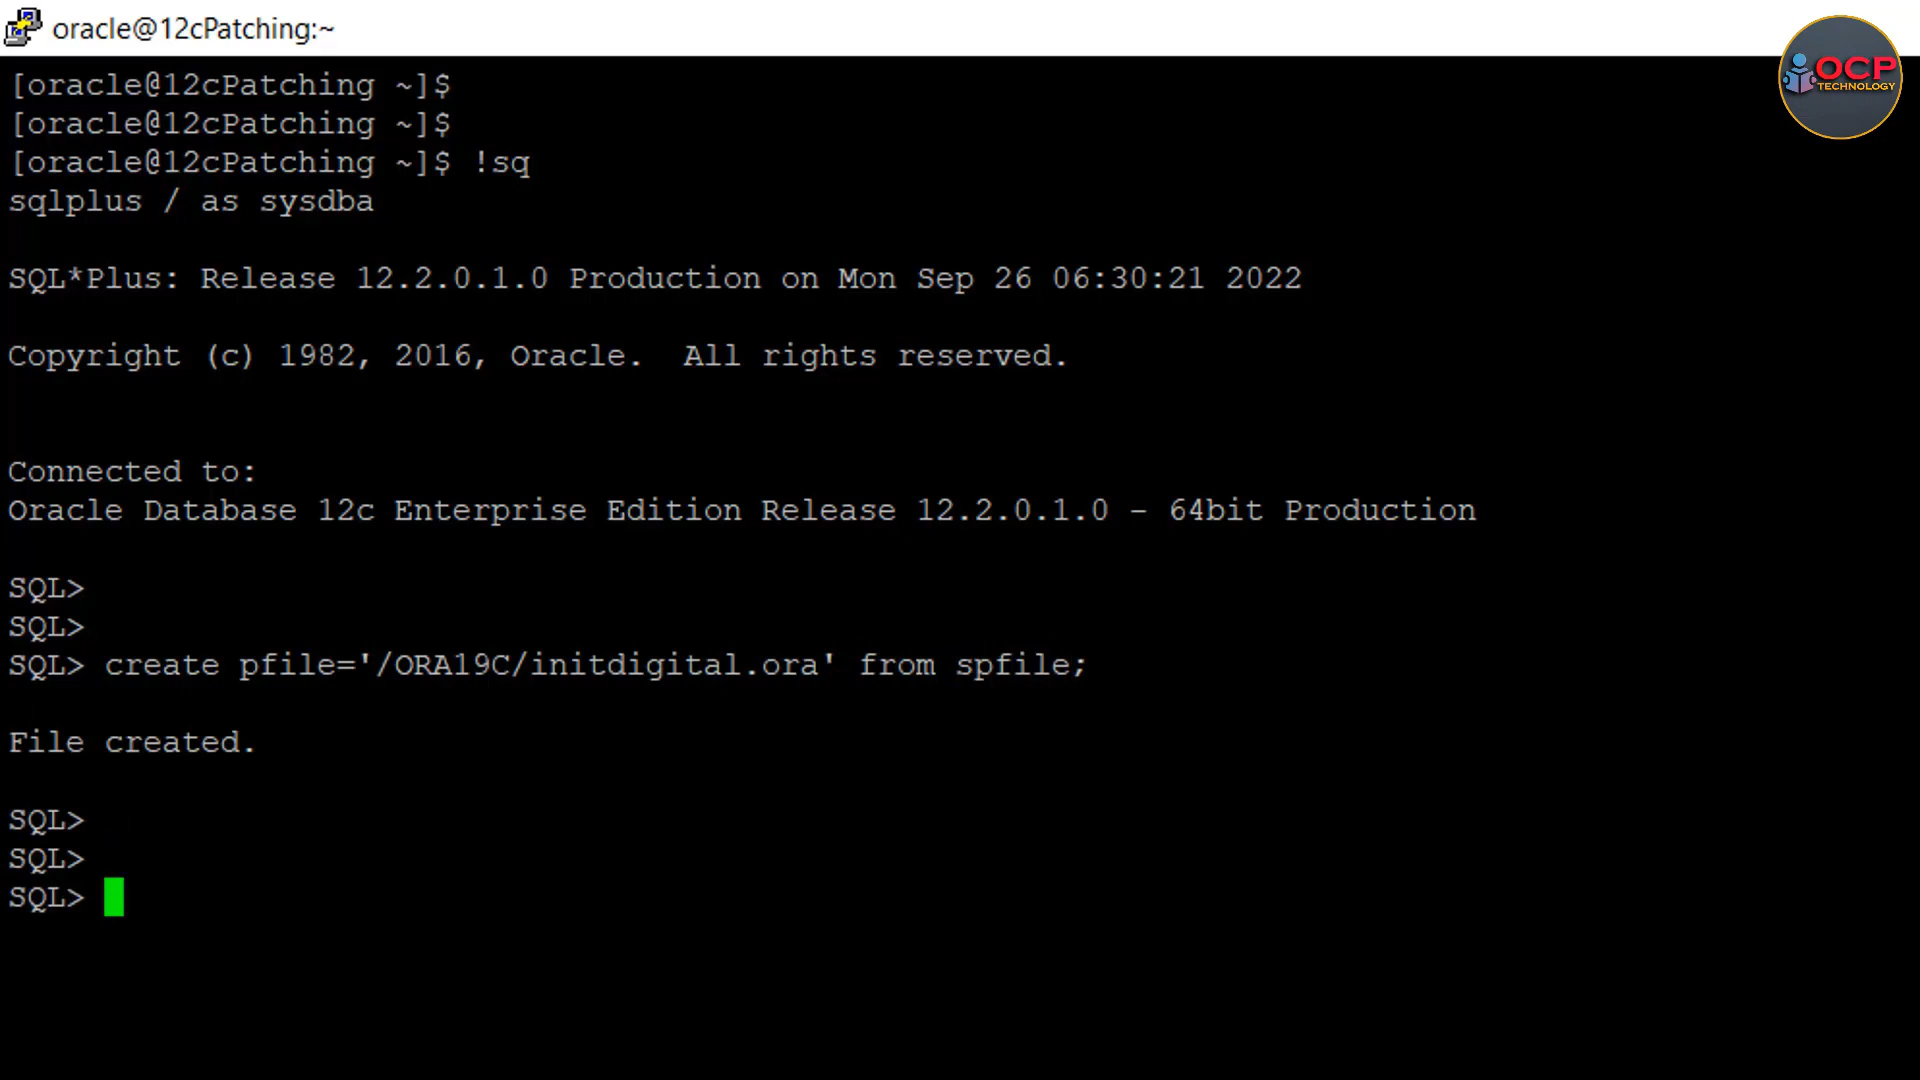 oracle@12cPatching:~
OCP
TECHNOLOGY
[oracle@12cPatching ~]$
[oracle@12cPatching ~]$
[oracle@12cPatching ~]$ !sq
sqlplus / as sysdba
SQL*Plus: Release 12.2.0.1.0 Production on Mon Sep 26 06:30:21 2022
Copyright (c) 1982, 2016, Oracle.  All rights reserved.
Connected to:
Oracle Database 12c Enterprise Edition Release 12.2.0.1.0 - 64bit Production
SQL>
SQL>
SQL> create pfile='/ORA19C/initdigital.ora' from spfile;
File created.
SQL>
SQL>
SQL>